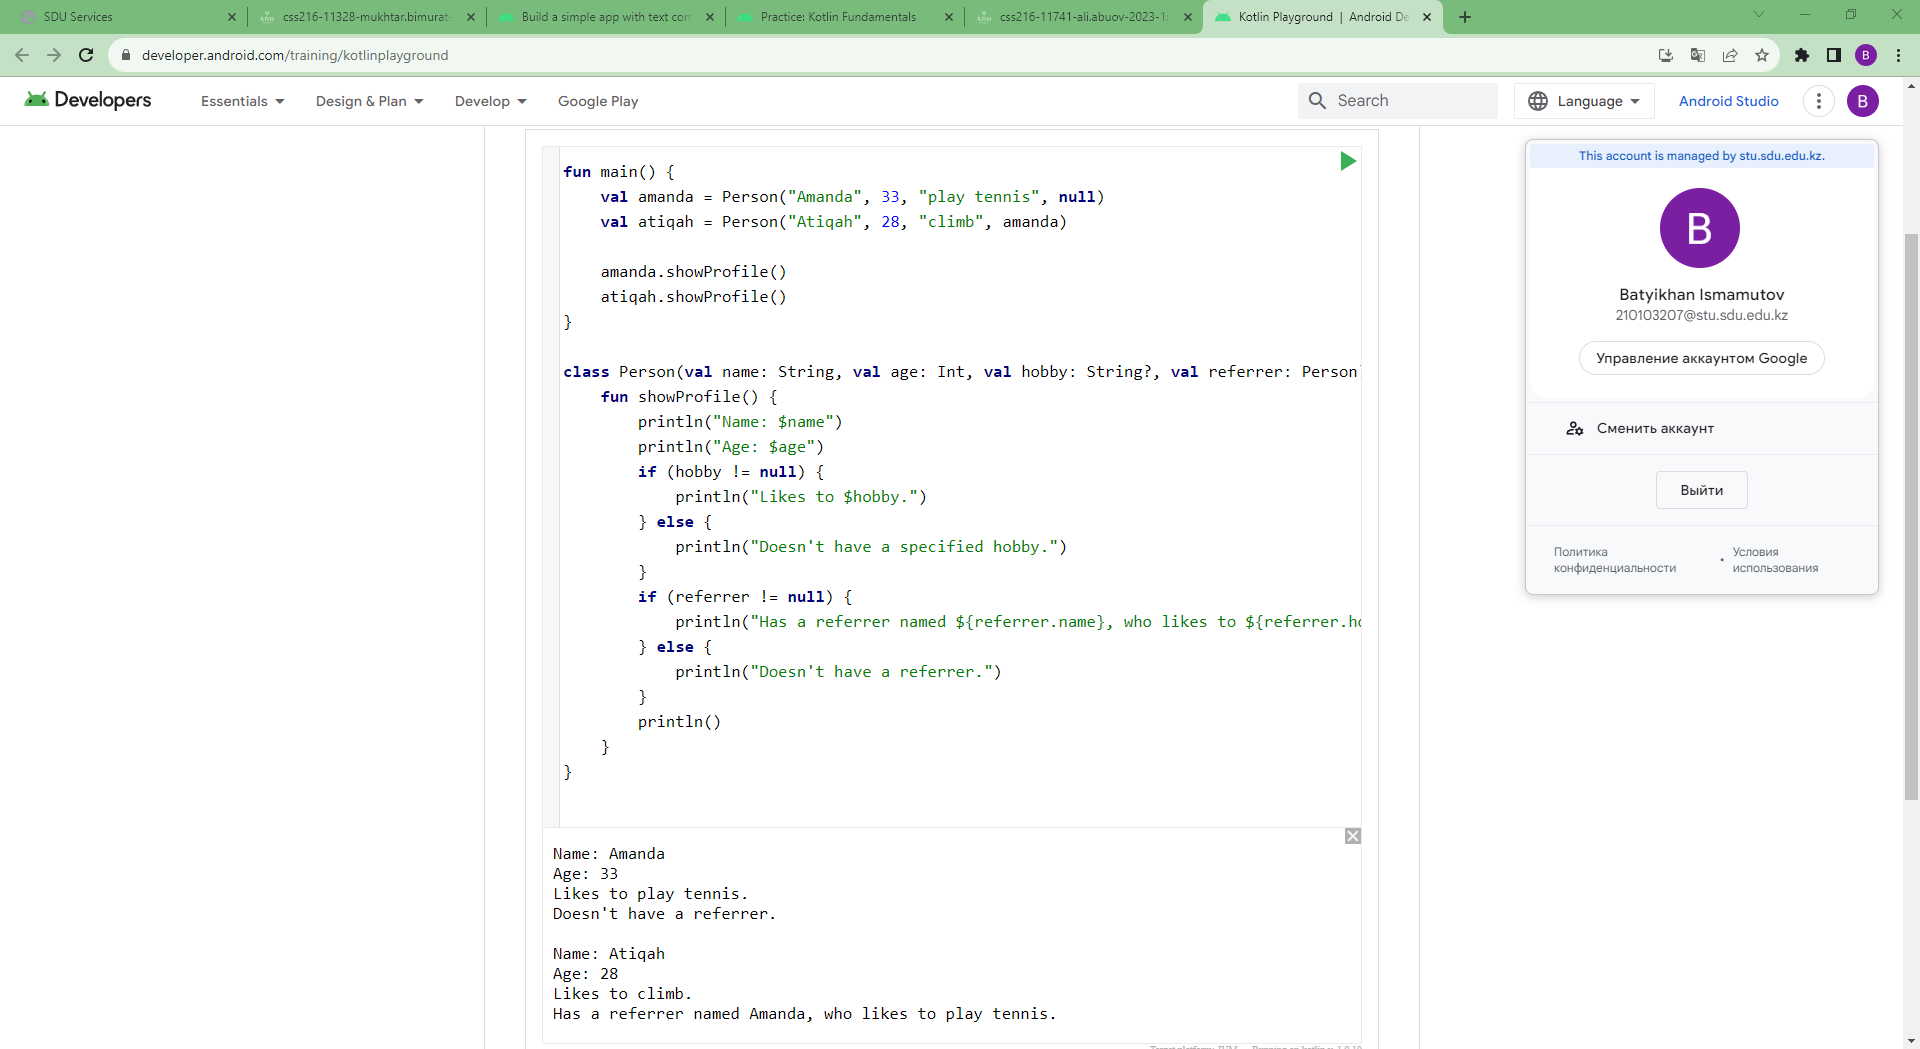 SDU Services
css216-11328-mukhtar.bimurat-
Build a simple app with text com
Practice: Kotlin Fundamentals
css216-11741-ali.abuov-2023-1
Kotlin Playground | Android De
developer.android.com/training/kotlinplayground
B
Developers
Essentials
Design & Plan
Develop
Google Play
Search
Language
Android Studio
B
fun main() {
    val amanda = Person("Amanda", 33, "play tennis", null)
    val atiqah = Person("Atiqah", 28, "climb", amanda)
    amanda.showProfile()
    atiqah.showProfile()
}
class Person(val name: String, val age: Int, val hobby: String?, val referrer: Person
    fun showProfile() {
        println("Name: $name")
        println("Age: $age")
        if (hobby != null) {
            println("Likes to $hobby.")
        } else {
            println("Doesn't have a specified hobby.")
        }
        if (referrer != null) {
            println("Has a referrer named ${referrer.name}, who likes to ${referrer.ho
        } else {
            println("Doesn't have a referrer.")
        }
        println()
    }
}
Name: Amanda
Age: 33
Likes to play tennis.
Doesn't have a referrer.
Name: Atiqah
Age: 28
Likes to climb.
Has a referrer named Amanda, who likes to play tennis.
This account is managed by stu.sdu.edu.kz.
B
Batyikhan Ismamutov
210103207@stu.sdu.edu.kz
Управление аккаунтом Google
Сменить аккаунт
Выйти
Политика
конфиденциальности
•
Условия
использования